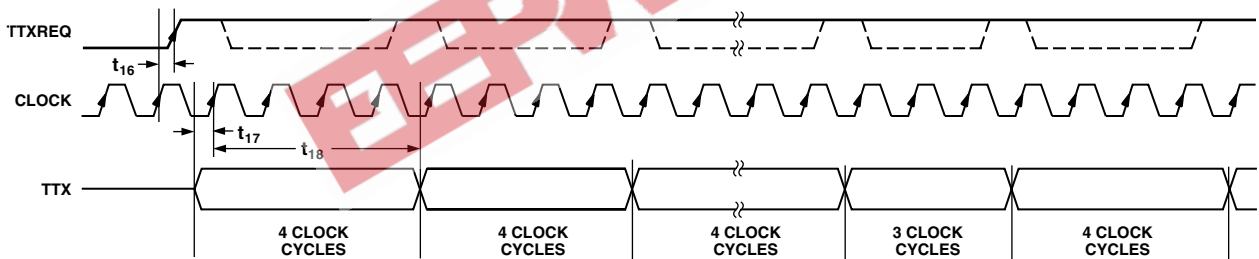 TTXREQ
t16
CLOCK
t17
t18
TTX
4 CLOCK
CYCLES
4 CLOCK
CYCLES
4 CLOCK
CYCLES
3 CLOCK
CYCLES
4 CLOCK
CYCLES